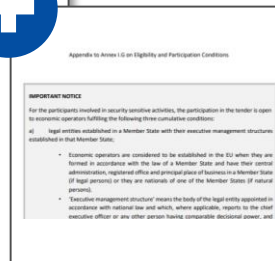 Appendix to Annex I.G on Eligibility and Participation Conditions
IMPORTANT NOTICE
For the participants involved in security sensitive activities, the participation in the tender is open
to economic operators fulfilling the following three cumulative conditions:
a) legal entities established in a Member State with their executive management structures
established in that Member State;
• Economic operators are considered to be established in the EU when they are
formed in accordance with the law of a Member State and have their central
administration, registered office and principal place of business in a Member State
(if legal persons) or they are nationals of one of the Member States (if natural
persons).
• 'Executive management structure' means the body of the legal entity appointed in
accordance with national law and which, where applicable, reports to the chief
executive officer or any other person having comparable decisional power, and